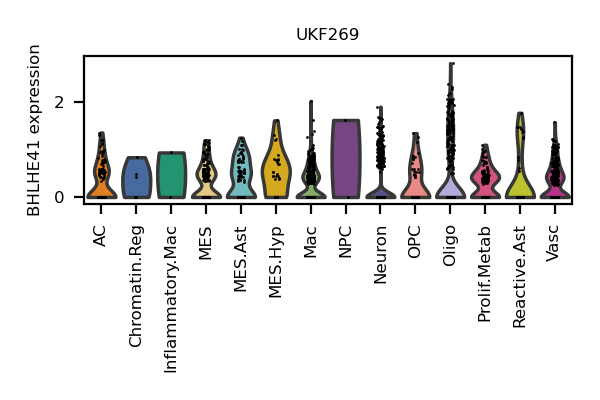 UKF269
BHLHE41 expression
2
0
AC
Chromatin.Reg
Inflammatory.Mac
MES
MES.Ast
MES.Hyp
Mac
NPC
Neuron
OPC
Oligo
Prolif.Metab
Reactive.Ast
Vasc